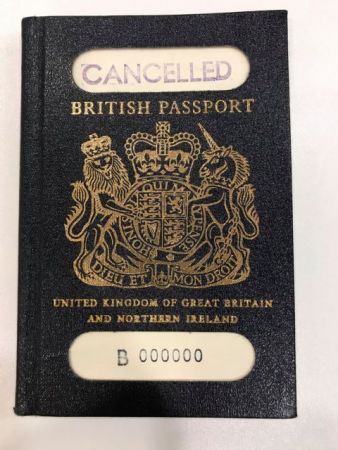 CANCELLED
BRITISH PASSPORT
DIEU ET MON DROIT
UNITED KINGDOM OF GREAT BRITAIN
AND NORTHERN IRELAND
B 000000